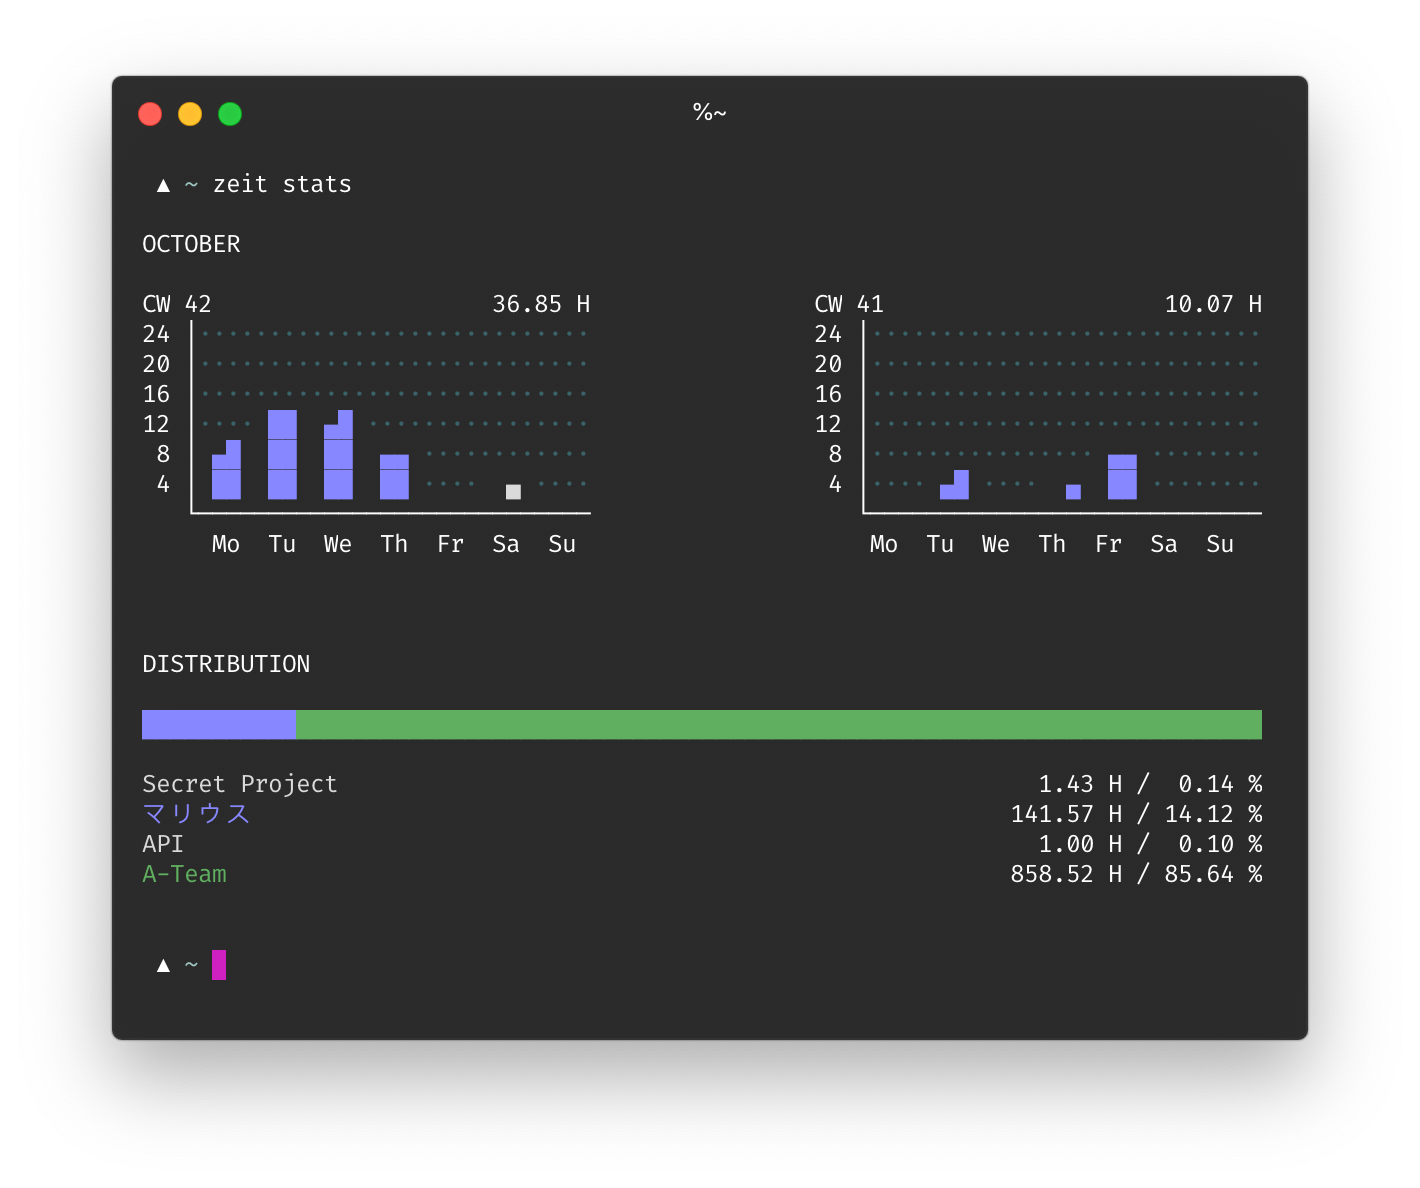 %~
▲ ~ zeit stats
OCTOBER
CW 42 36.85 H
24
20
16
12
8
4
Mo Tu We Th Fr Sa Su
CW 41 10.07 H
24
20
16
12
8
4
Mo Tu We Th Fr Sa Su
DISTRIBUTION
Secret Project 1.43 H / 0.14 %
マリウス 141.57 H / 14.12 %
API 1.00 H / 0.10 %
A-Team 858.52 H / 85.64 %
▲ ~